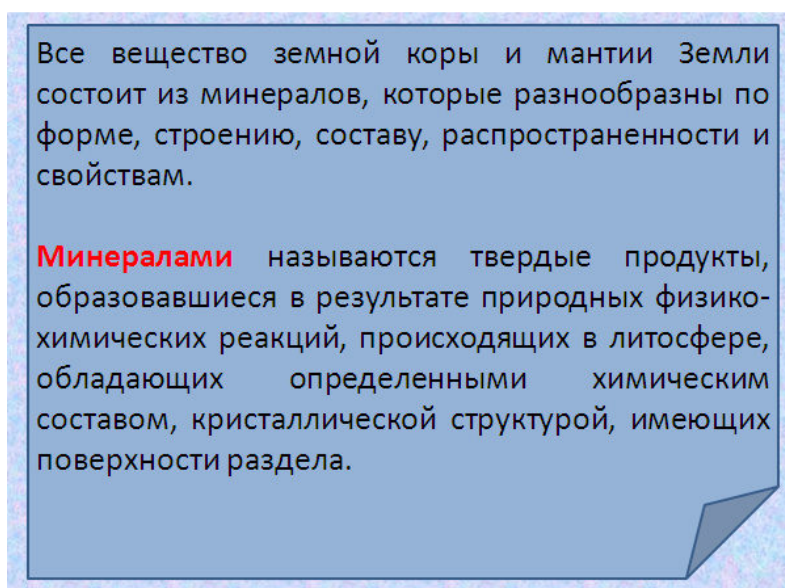 Все вещество земной коры и мантии Земли
состоит из минералов, которые разнообразны по
форме, строению, составу, распространенности и
свойствам.
Минералами называются твердые продукты,
образовавшиеся в результате природных физико-
химических реакций, происходящих в литосфере,
обладающих определенными химическим
составом, кристаллической структурой, имеющих
поверхности раздела.